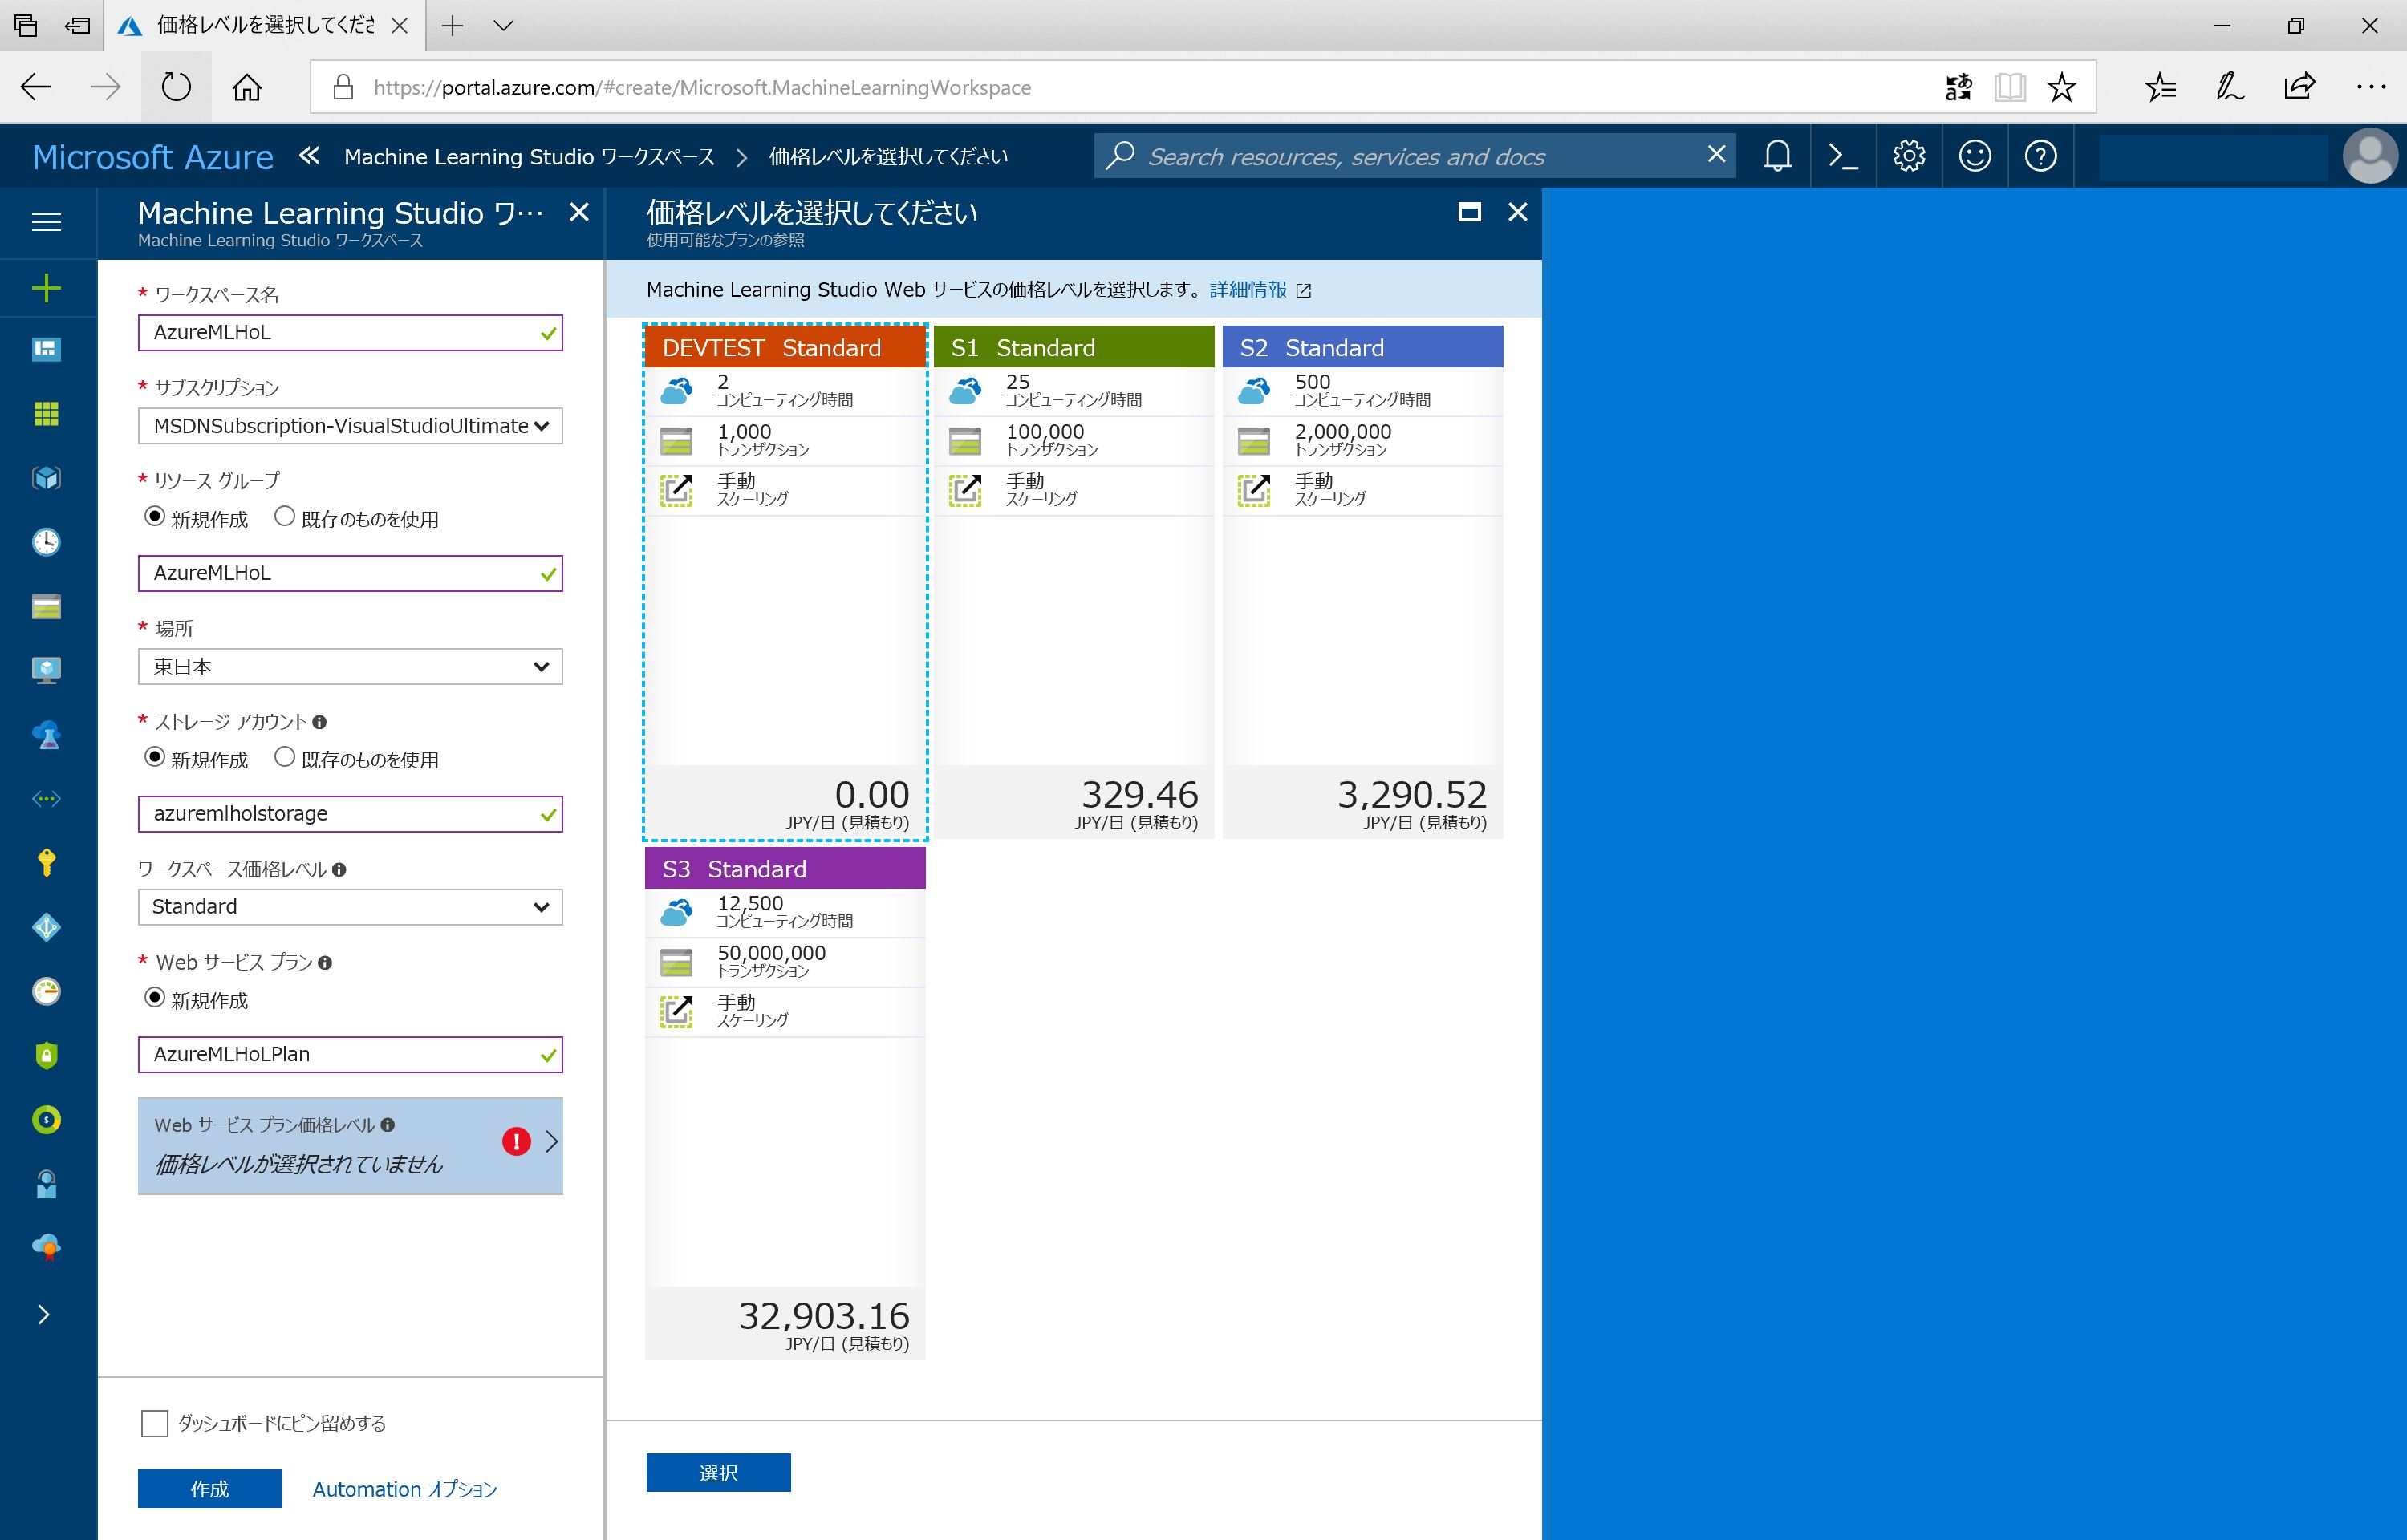 価格レベルを選択してくださ
https://portal.azure.com/#create/Microsoft.MachineLearningWorkspace
Microsoft Azure
Machine Learning Studio ワークスペース
価格レベルを選択してください
Search resources, services and docs
Machine Learning Studio ワ…
Machine Learning Studio ワークスペース
* ワークスペース名
AzureMLHoL
* サブスクリプション
MSDNSubscription-VisualStudioUltimate
* リソース グループ
新規作成 既存のものを使用
AzureMLHoL
* 場所
東日本
* ストレージ アカウント
新規作成 既存のものを使用
azuremlholstorage
ワークスペース価格レベル
Standard
* Web サービス プラン
新規作成
AzureMLHoLPlan
Web サービス プラン価格レベル
価格レベルが選択されていません
ダッシュボードにピン留めする
作成
Automation オプション
価格レベルを選択してください
使用可能なプランの参照
Machine Learning Studio Web サービスの価格レベルを選択します。 詳細情報
DEVTEST Standard
2
コンピューティング時間
1,000
トランザクション
手動
スケーリング
0.00
JPY/日 (見積もり)
S1 Standard
25
コンピューティング時間
100,000
トランザクション
手動
スケーリング
329.46
JPY/日 (見積もり)
S2 Standard
500
コンピューティング時間
2,000,000
トランザクション
手動
スケーリング
3,290.52
JPY/日 (見積もり)
S3 Standard
12,500
コンピューティング時間
50,000,000
トランザクション
手動
スケーリング
32,903.16
JPY/日 (見積もり)
選択